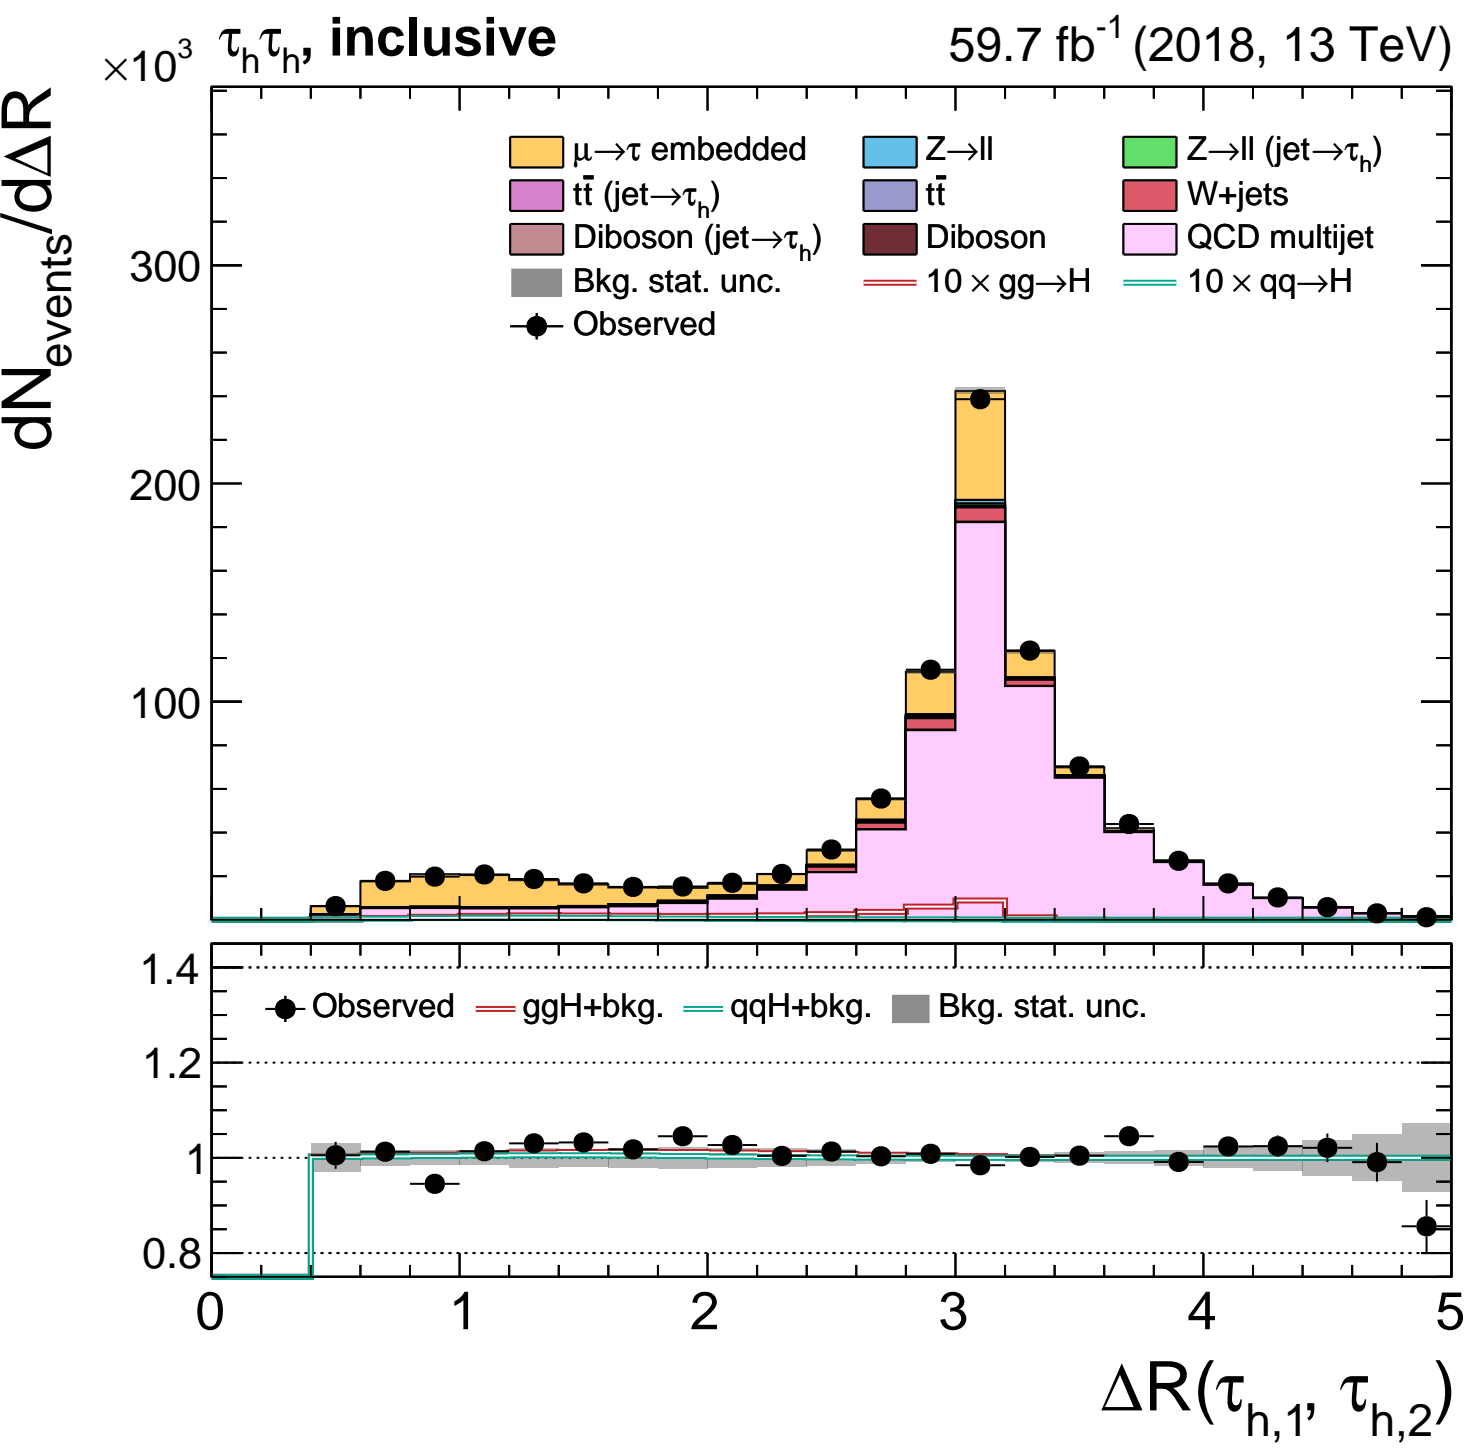 ×10³ τhτh, inclusive 59.7 fb⁻¹ (2018, 13 TeV)
dNevents/dΔR
μ→τ embedded Z→ll Z→ll (jet→τh)
tt̄ (jet→τh) tt̄ W+jets
Diboson (jet→τh) Diboson QCD multijet
Bkg. stat. unc. 10 × gg→H 10 × qq→H
Observed
300
200
100
1.4
Observed ggH+bkg. qqH+bkg. Bkg. stat. unc.
1.2
1
0.8
0 1 2 3 4 5
ΔR(τh,1, τh,2)